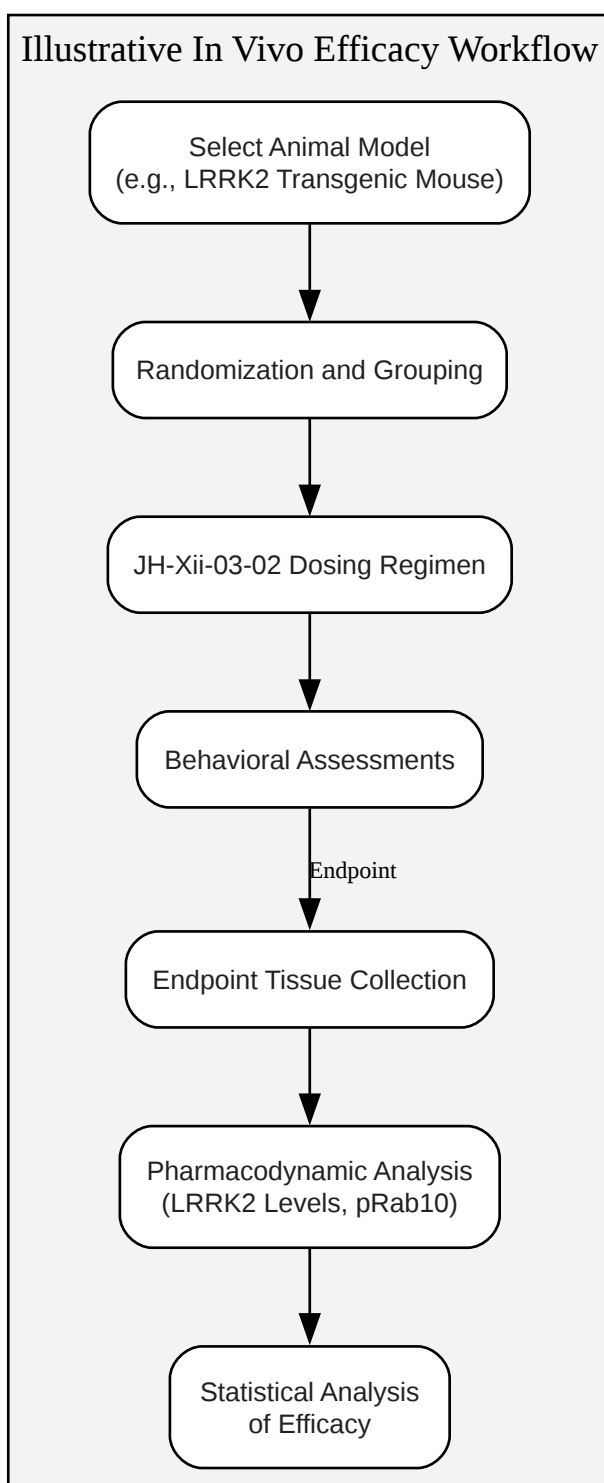 Illustrative In Vivo Efficacy Workflow
Select Animal Model
(e.g., LRRK2 Transgenic Mouse)
Randomization and Grouping
JH-Xii-03-02 Dosing Regimen
Behavioral Assessments
Endpoint
Endpoint Tissue Collection
Pharmacodynamic Analysis
(LRRK2 Levels, pRab10)
Statistical Analysis
of Efficacy